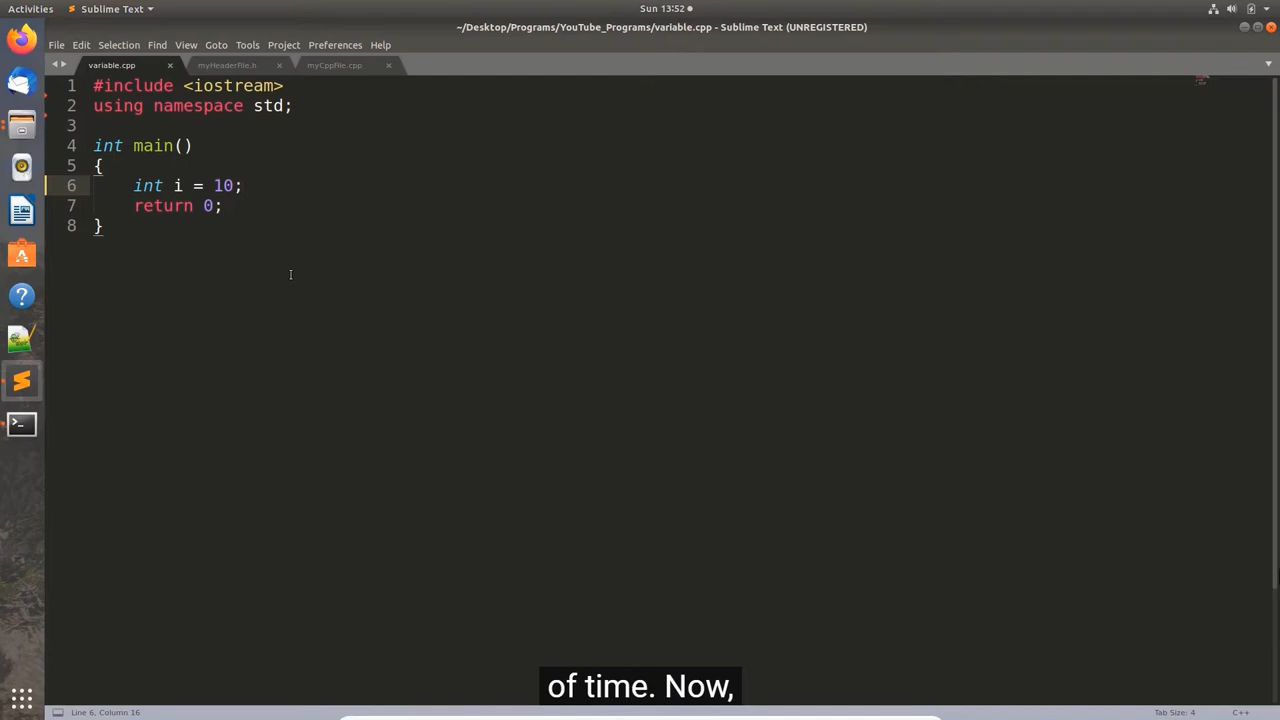 Activities
Sublime Text
Sun 13:52
~/Desktop/Programs/YouTube_Programs/variable.cpp - Sublime Text (UNREGISTERED)
File Edit Selection Find View Goto Tools Project Preferences Help
variable.cpp
myHeaderFile.h
myCppFile.cpp
1 #include <iostream>
2 using namespace std;
3
4 int main()
5 {
6 int i = 10;
7 return 0;
8 }
of time. Now,
Line 6, Column 16
Tab Size: 4
C++